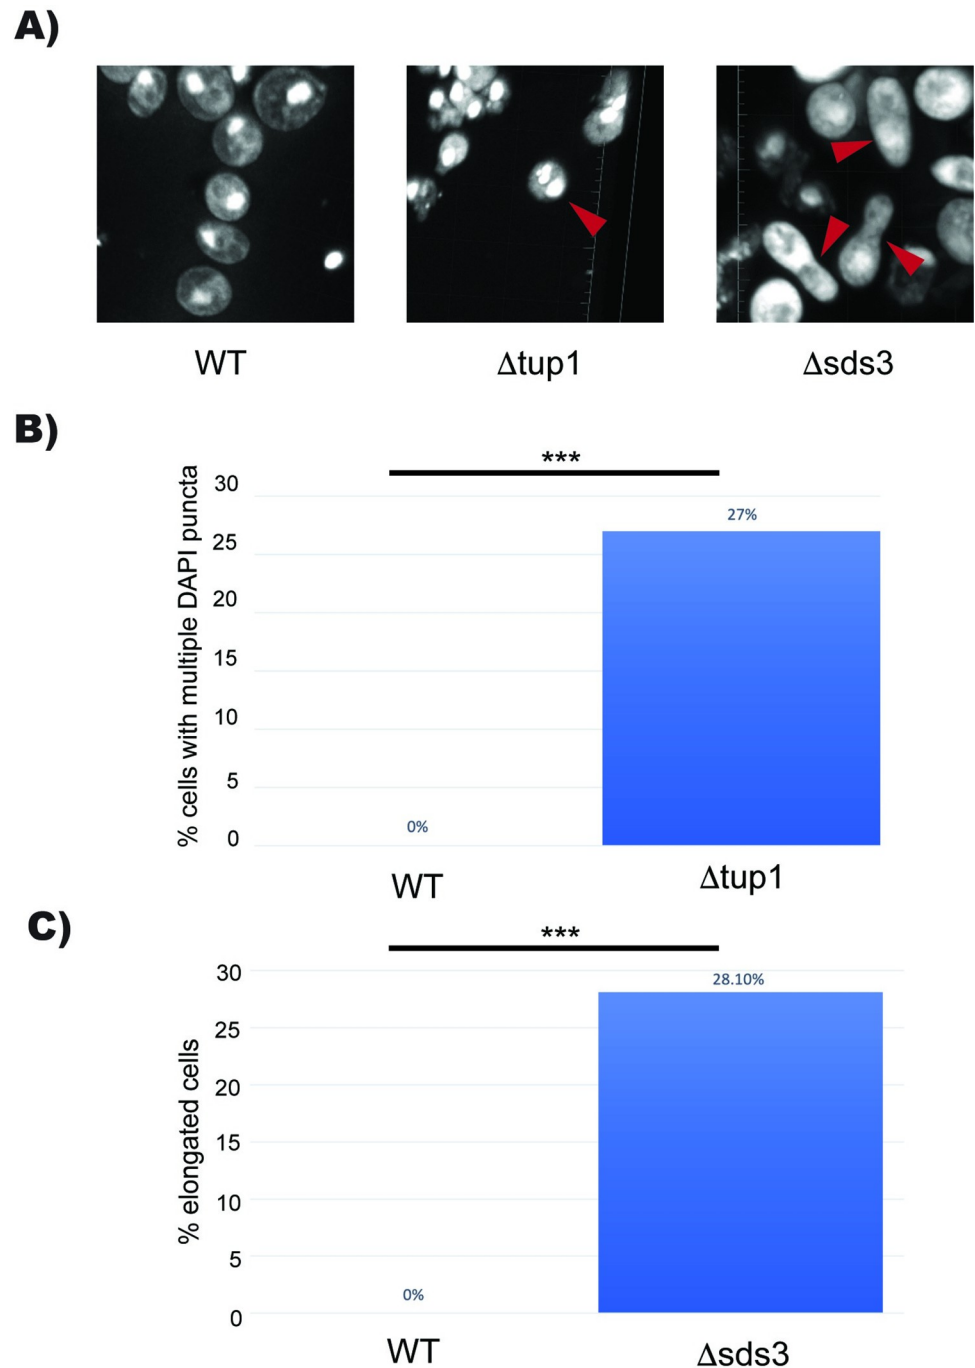 A)
WT
Δtup1
Δsds3
B)
***
% cells with multiple DAPI puncta
30
25
20
15
10
5
0
27%
0%
WT
Δtup1
C)
***
% elongated cells
30
25
20
15
10
5
0
28.10%
0%
WT
Δsds3